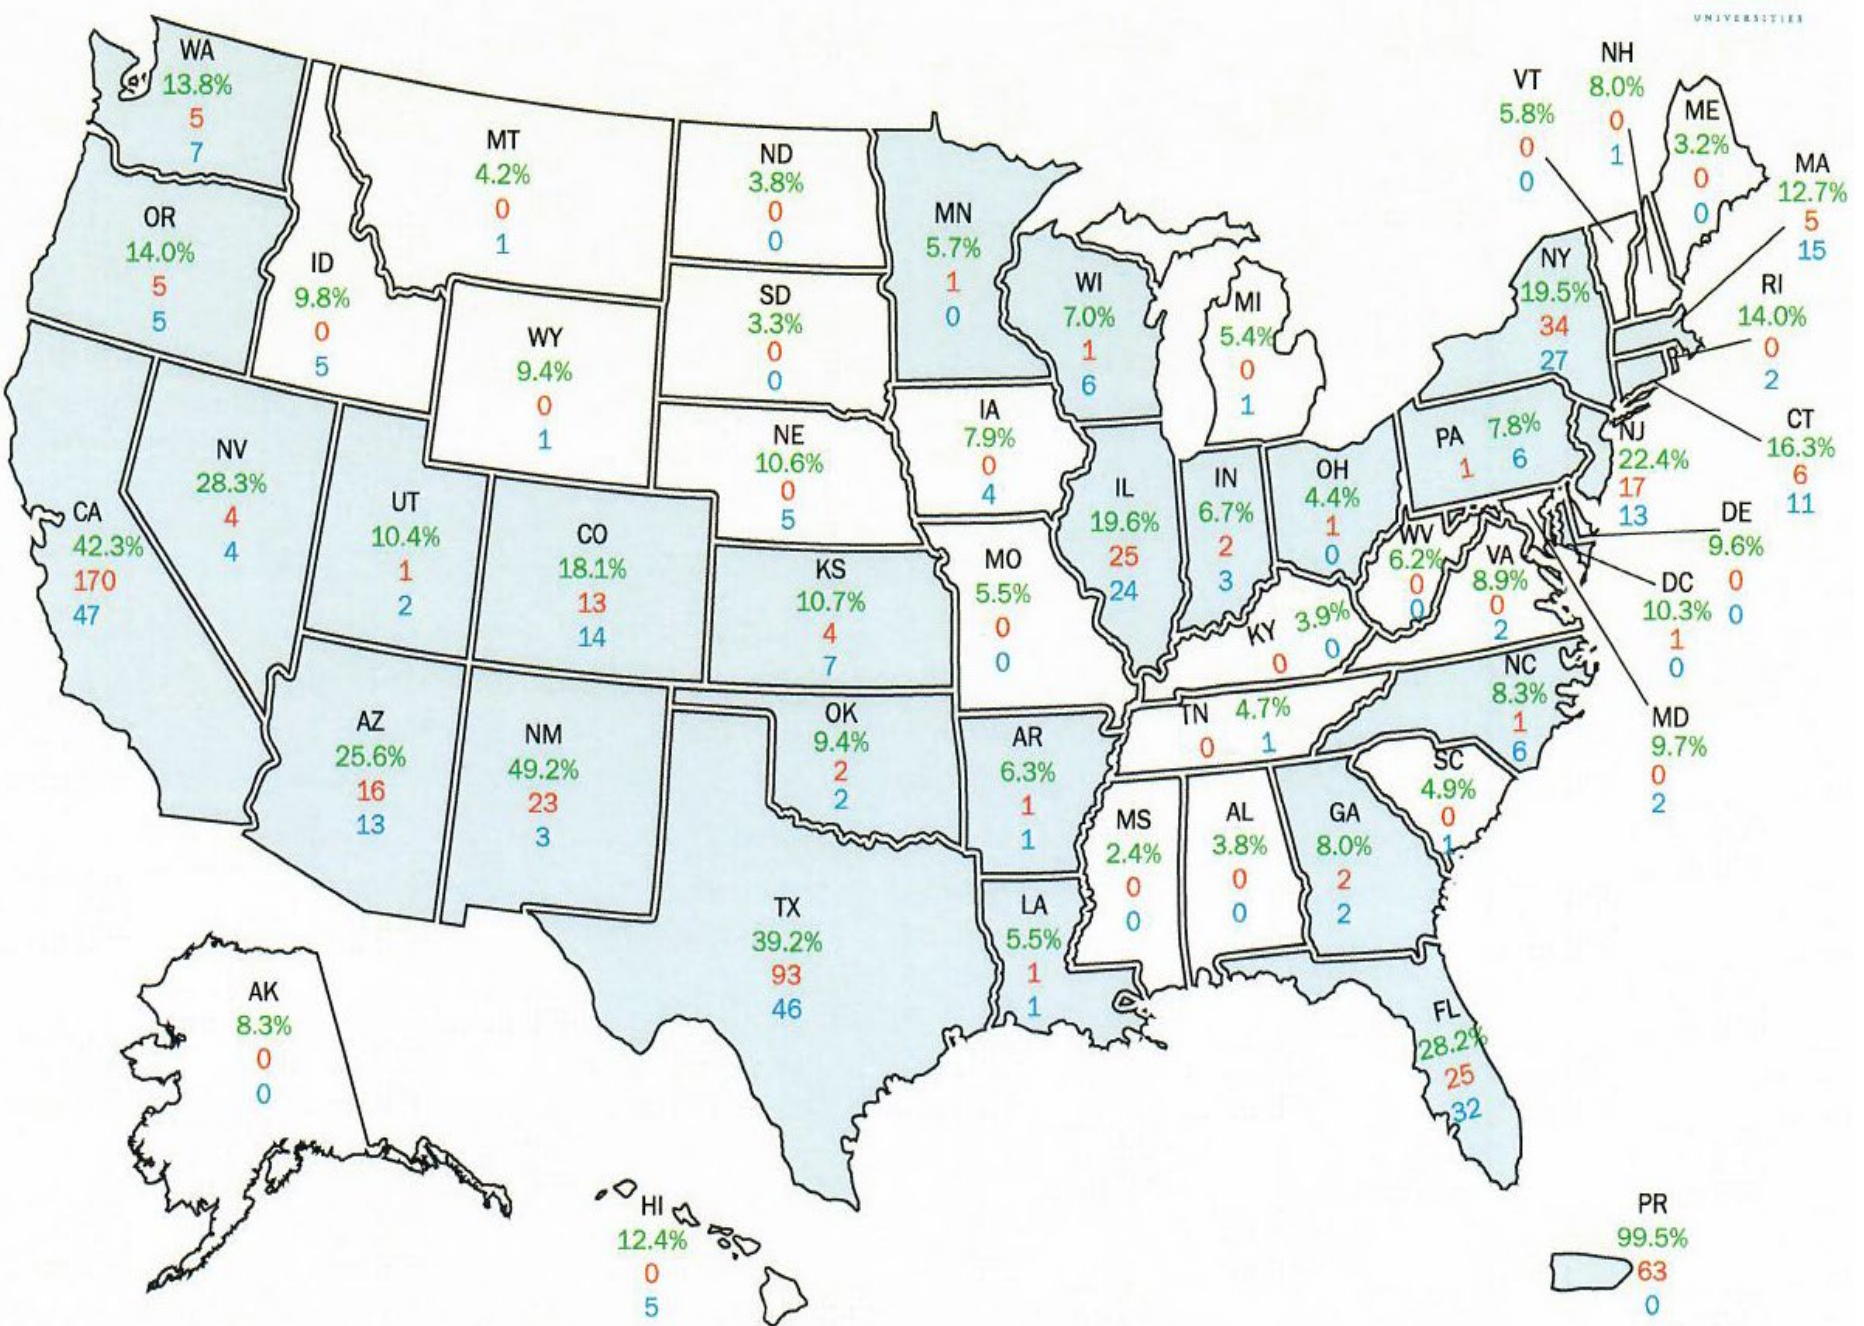 UNIVERSITIES
WA
13.8%
5
7
OR
14.0%
5
5
ID
9.8%
0
5
MT
4.2%
0
1
WY
9.4%
0
1
ND
3.8%
0
0
SD
3.3%
0
0
NE
10.6%
0
5
MN
5.7%
1
0
WI
7.0%
1
6
MI
5.4%
0
1
IA
7.9%
0
4
CA
42.3%
170
47
NV
28.3%
4
4
UT
10.4%
1
2
CO
18.1%
13
14
KS
10.7%
4
7
MO
5.5%
0
0
IL
19.6%
25
24
IN
6.7%
2
3
OH
4.4%
1
0
PA 7.8%
1 6
NY
19.5%
34
27
VT
5.8%
0
0
NH
8.0%
0
1
ME
3.2%
0
0
MA
12.7%
5
15
RI
14.0%
0
2
CT
16.3%
6
11
NJ
22.4%
17
13
DE
9.6%
0
0
DC
10.3%
1
0
MD
9.7%
0
2
WV
6.2%
0
0
VA
8.9%
0
2
KY 3.9%
0 0
TN 4.7%
0 1
NC
8.3%
1
6
SC
4.9%
0
1
AZ
25.6%
16
13
NM
49.2%
23
3
OK
9.4%
2
2
AR
6.3%
1
1
TX
39.2%
93
46
LA
5.5%
1
1
MS
2.4%
0
0
AL
3.8%
0
0
GA
8.0%
2
2
FL
28.2%
25
32
AK
8.3%
0
0
HI
12.4%
0
5
PR
99.5%
63
0